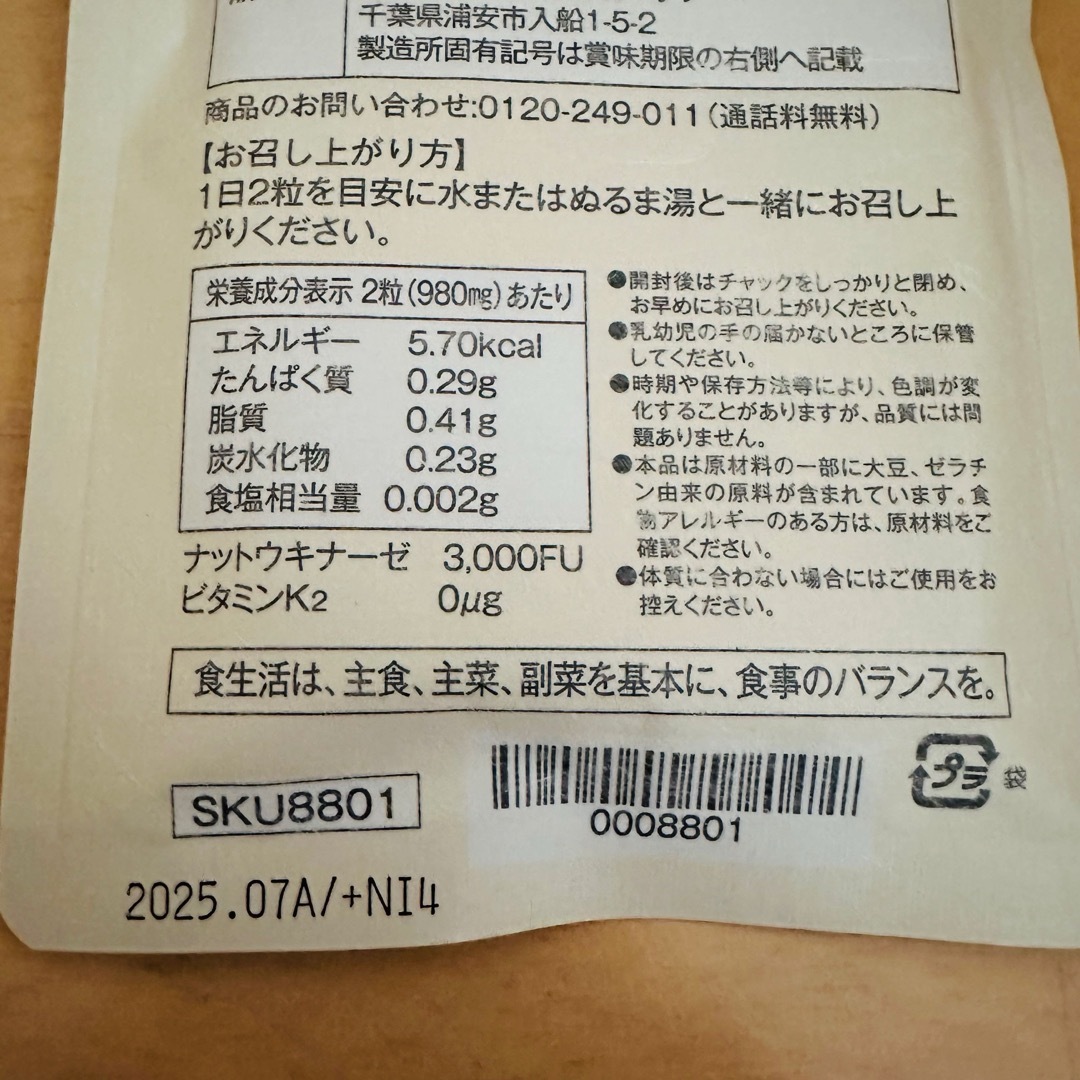 千葉県浦安市入船1-5-2
製造所固有記号は賞味期限の右側へ記載
商品のお問い合わせ:0120-249-011(通話料無料)
【お召し上がり方】
1日2粒を目安に水またはぬるま湯と一緒にお召し上
がりください。
栄養成分表示 2粒(980mg)あたり
エネルギー 5.70kcal
たんぱく質 0.29g
脂質 0.41g
炭水化物 0.23g
食塩相当量 0.002g
ナットウキナーゼ 3,000FU
ビタミンK2 0μg
●開封後はチャックをしっかりと閉め、
お早めにお召し上がりください。
●乳幼児の手の届かないところに保管
してください。
●時期や保存方法等により、色調が変
化することがありますが、品質には問
題ありません。
●本品は原材料の一部に大豆、ゼラチ
ン由来の原料が含まれています。食
物アレルギーのある方は、原材料をご
確認ください。
●体質に合わない場合にはご使用をお
控えください。
食生活は、主食、主菜、副菜を基本に、食事のバランスを。
SKU8801
0008801
プラ 袋
2025.07A/+NI4